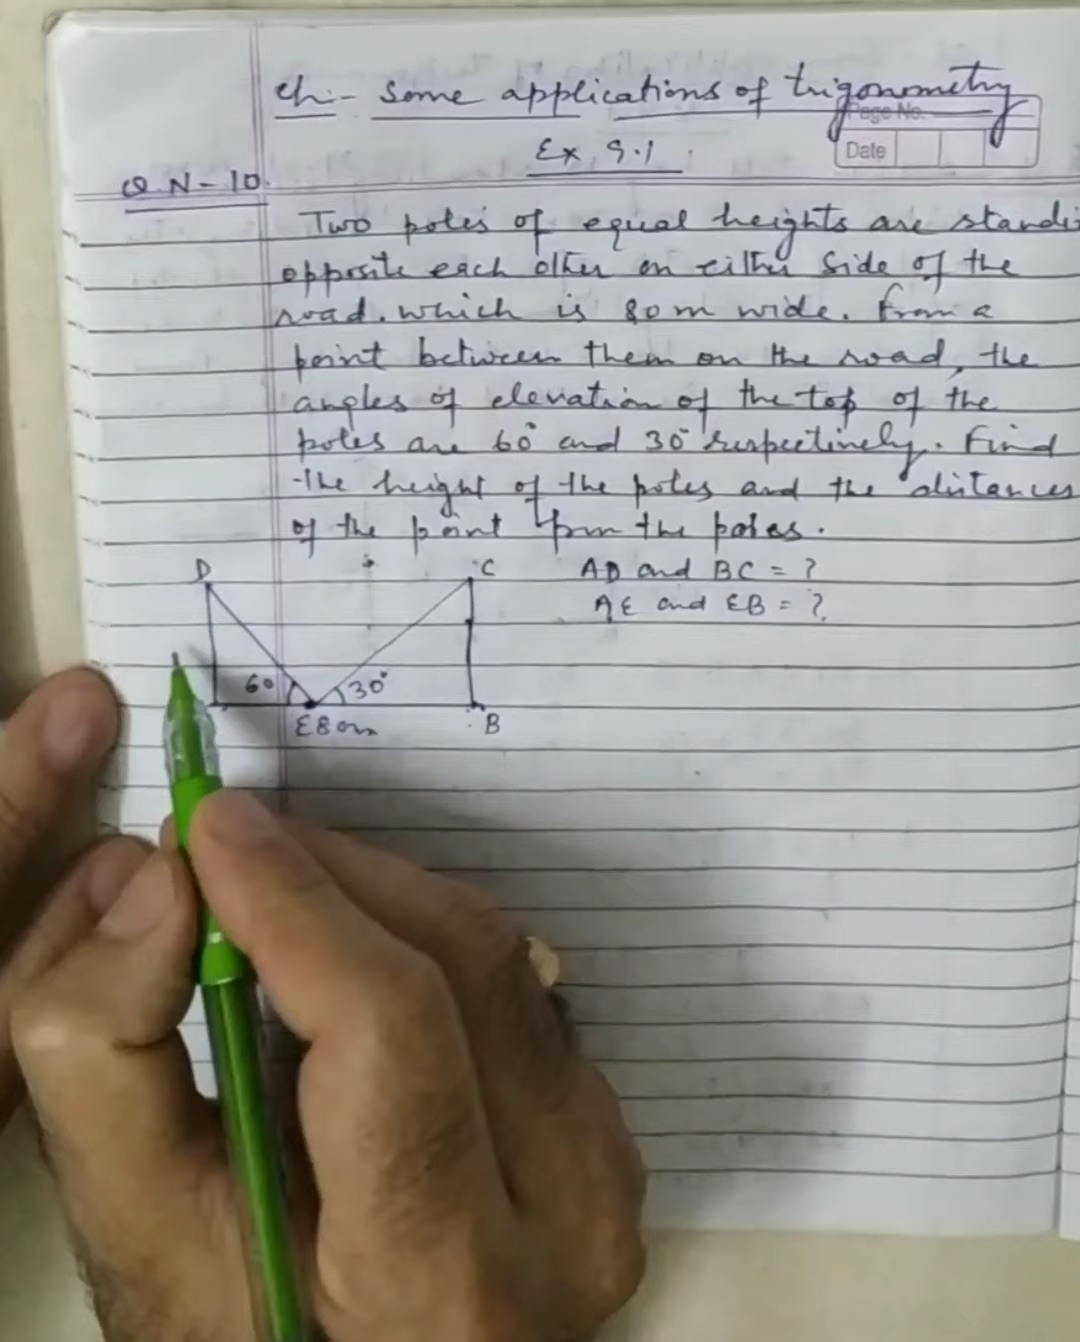 Ch:- Some applications of trigonometry
Page No.
Date
Ex 9.1
Q.N-10.
Two poles of equal heights are standi
opposite each other on either side of the
road. which is 80m wide. From a
point between them on the road, the
angles of elevation of the top of the
poles are 60° and 30° respectively. Find
the height of the poles and the distances
of the point from the poles.
D C AD and BC = ?
AE and EB = ?
60 30°
E 80m B